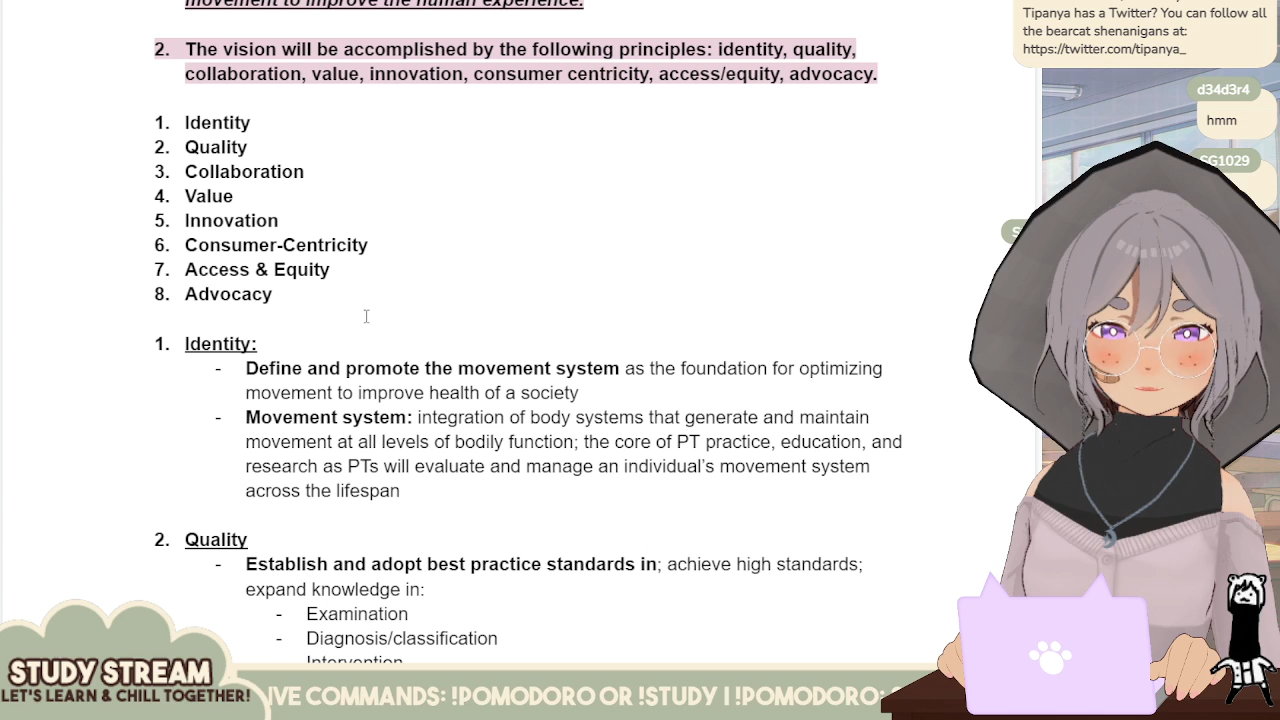 movement to improve the human experience.
2. The vision will be accomplished by the following principles: identity, quality,
collaboration, value, innovation, consumer centricity, access/equity, advocacy.
1. Identity
2. Quality
3. Collaboration
4. Value
5. Innovation
6. Consumer-Centricity
7. Access & Equity
8. Advocacy
1. Identity:
- Define and promote the movement system as the foundation for optimizing
movement to improve health of a society
- Movement system: integration of body systems that generate and maintain
movement at all levels of bodily function; the core of PT practice, education, and
research as PTs will evaluate and manage an individual's movement system
across the lifespan
2. Quality
- Establish and adopt best practice standards in; achieve high standards;
expand knowledge in:
- Examination
- Diagnosis/classification
- Intervention
Tipanya has a Twitter? You can follow all
the bearcat shenanigans at:
https://twitter.com/tipanya_
d34d3r4
hmm
SG1029
STUDY STREAM
LET'S LEARN & CHILL TOGETHER!
IVE COMMANDS: !POMODORO OR !STUDY | !POMODORO: